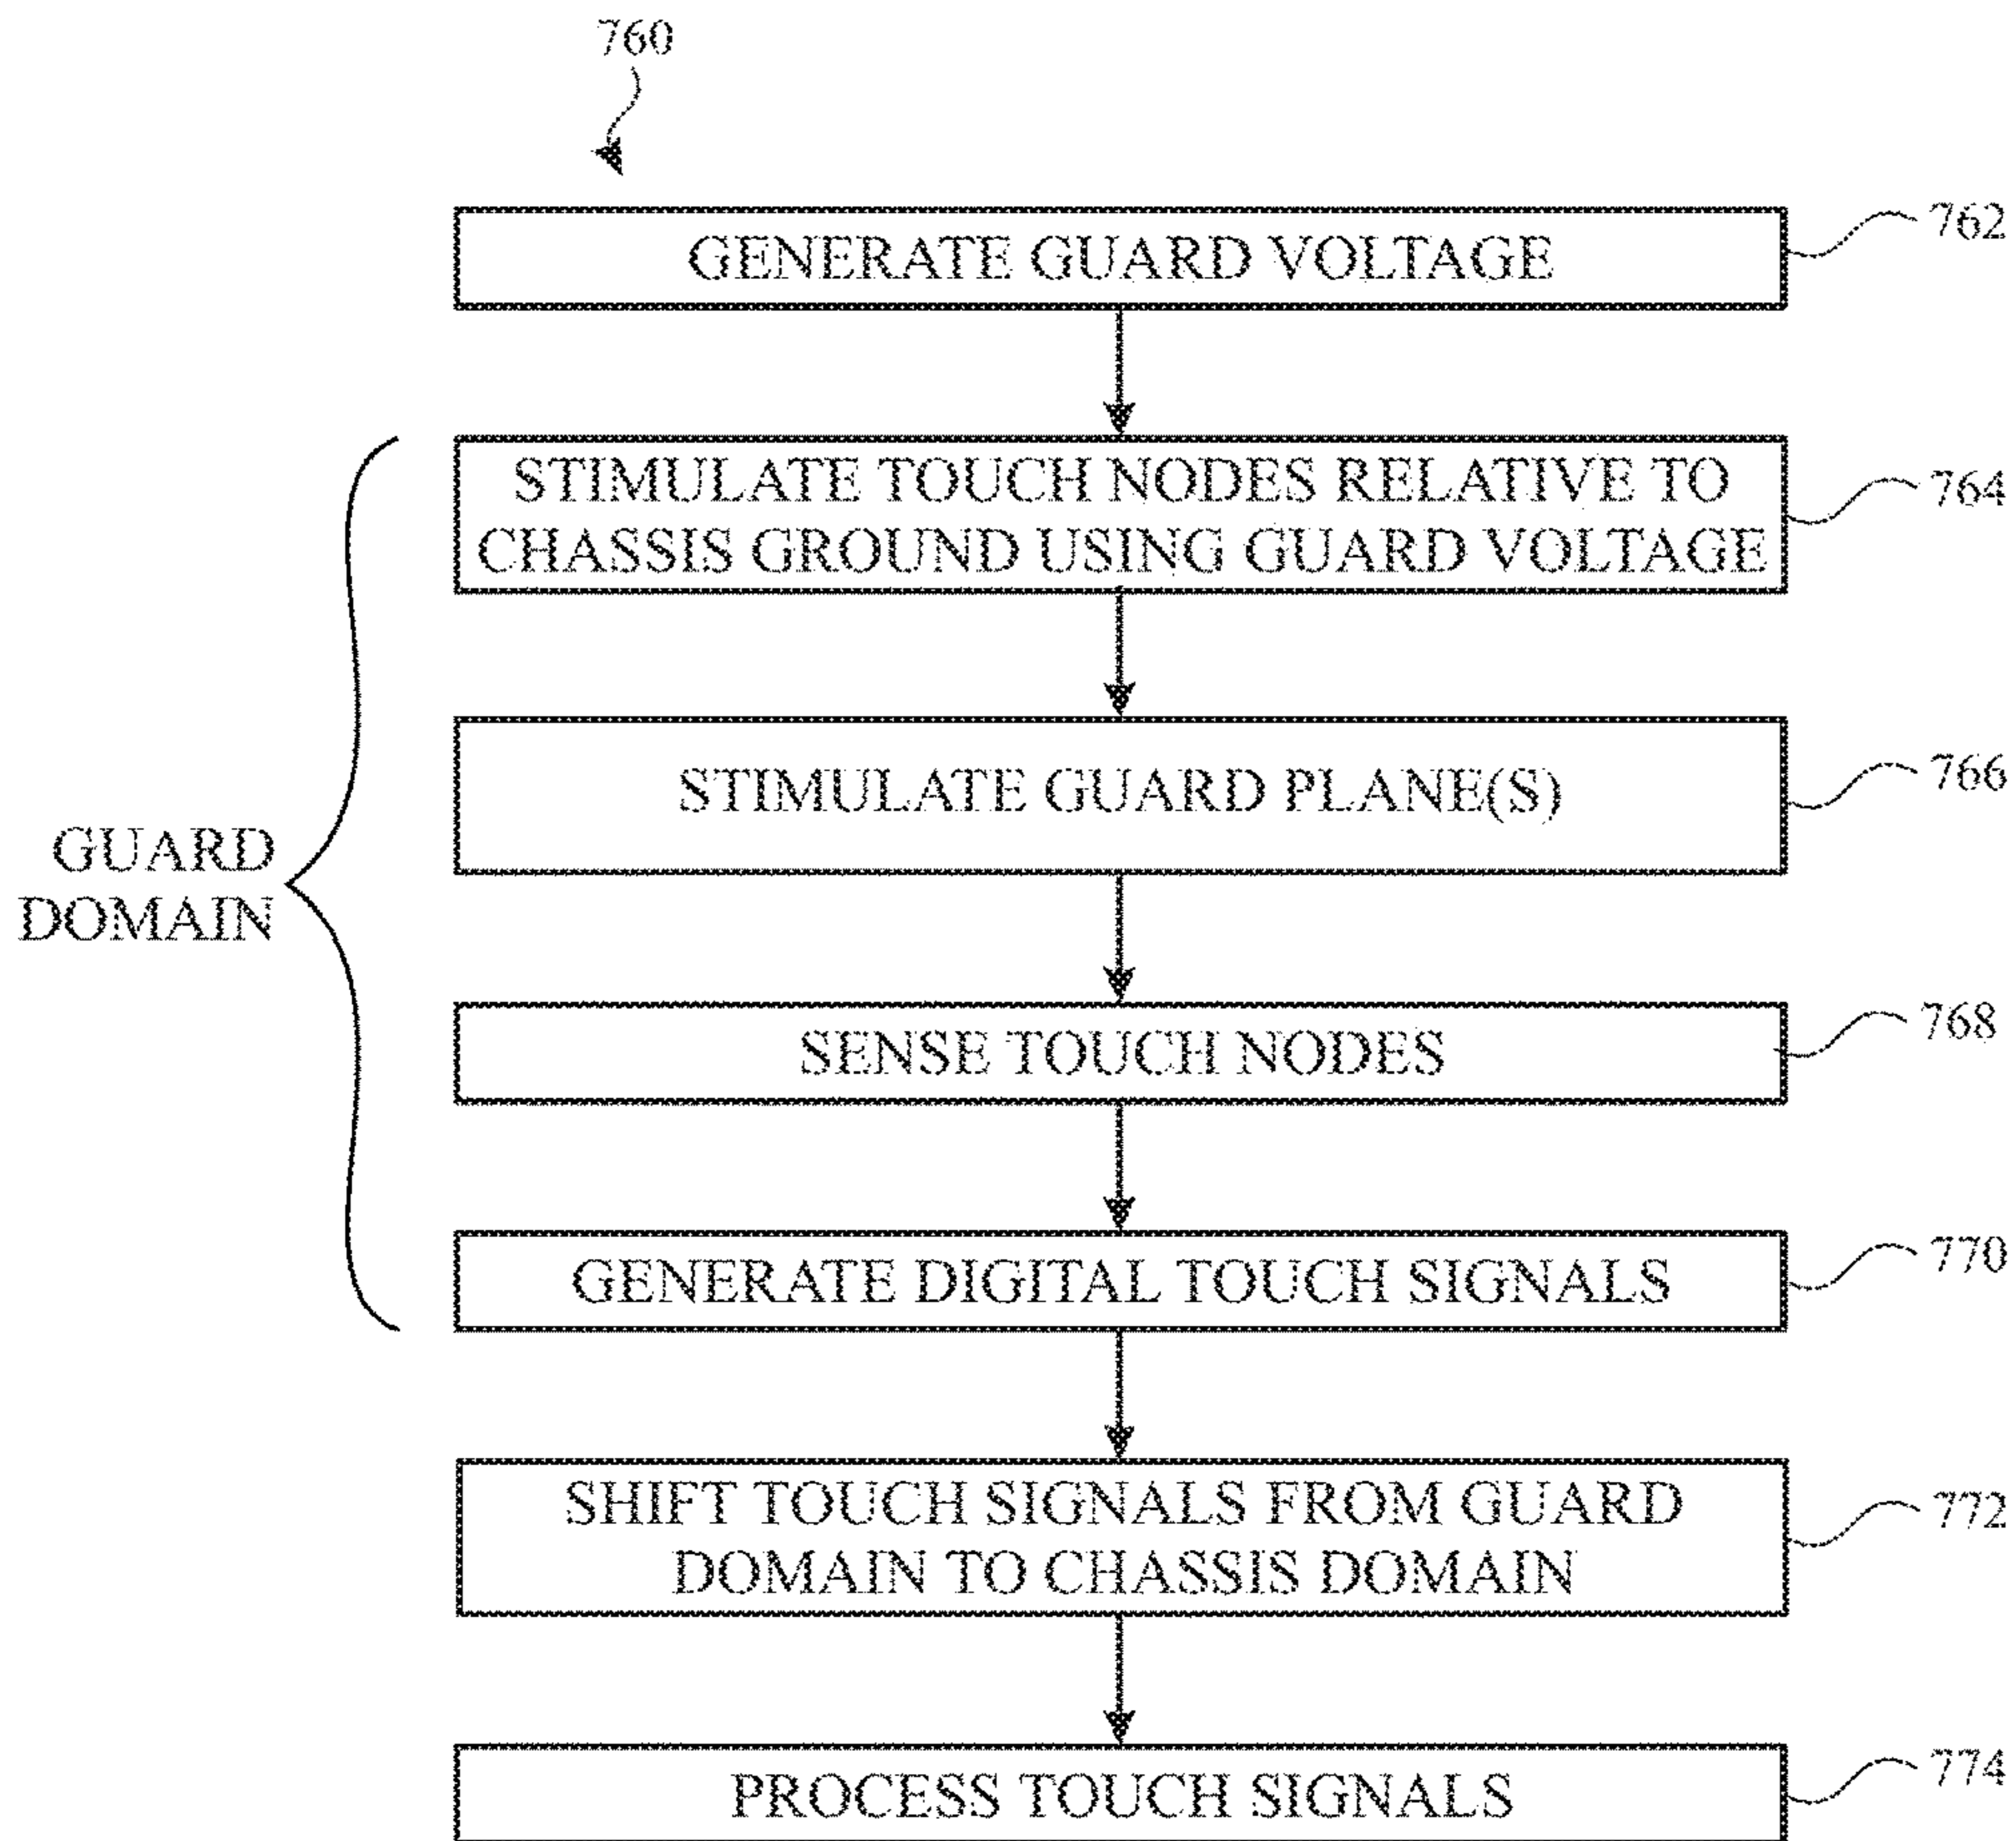 760
GENERATE GUARD VOLTAGE
762
STIMULATE TOUCH NODES RELATIVE TO
CHASSIS GROUND USING GUARD VOLTAGE
764
STIMULATE GUARD PLANE(S)
766
GUARD
DOMAIN
SENSE TOUCH NODES
768
GENERATE DIGITAL TOUCH SIGNALS
770
SHIFT TOUCH SIGNALS FROM GUARD
DOMAIN TO CHASSIS DOMAIN
772
PROCESS TOUCH SIGNALS
774